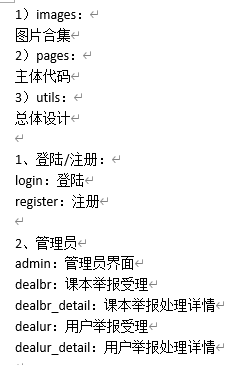 1）images：
图片合集
2）pages：
主体代码
3）utils：
总体设计
1、登陆/注册：
login：登陆
register：注册
2、管理员
admin：管理员界面
dealbr：课本举报受理
dealbr_detail：课本举报处理详情
dealur：用户举报受理
dealur_detail：用户举报处理详情